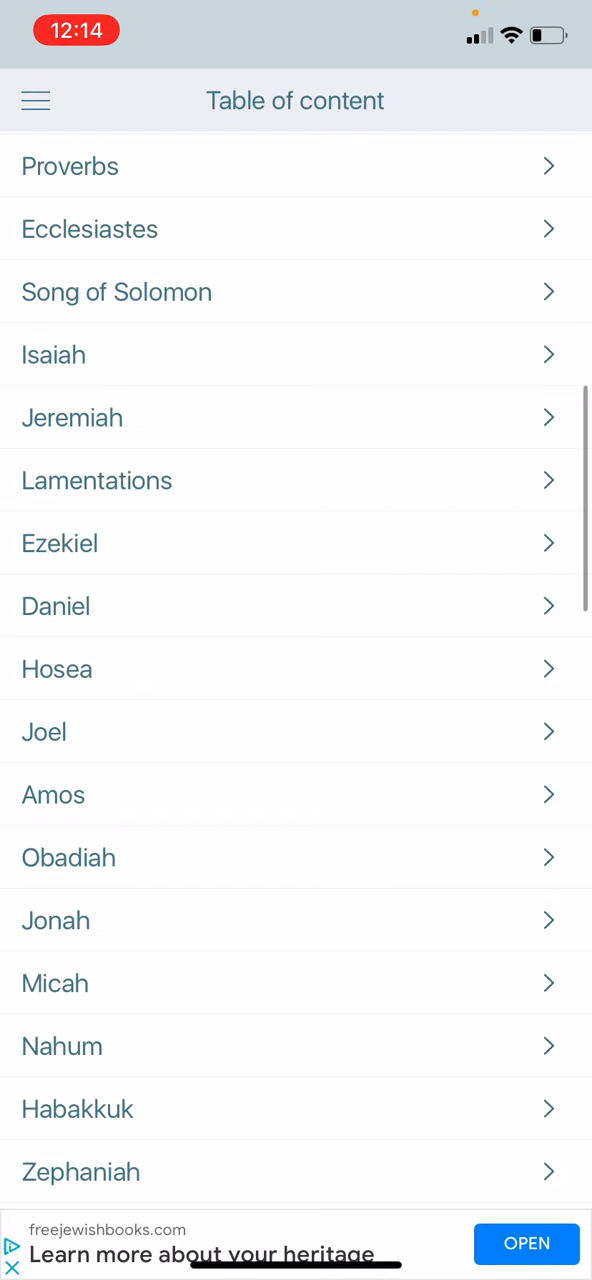 12:14
Table of content
Proverbs
Ecclesiastes
Song of Solomon
Isaiah
Jeremiah
Lamentations
Ezekiel
Daniel
Hosea
Joel
Amos
Obadiah
Jonah
Micah
Nahum
Habakkuk
Zephaniah
freejewishbooks.com
Learn more about your heritage
OPEN